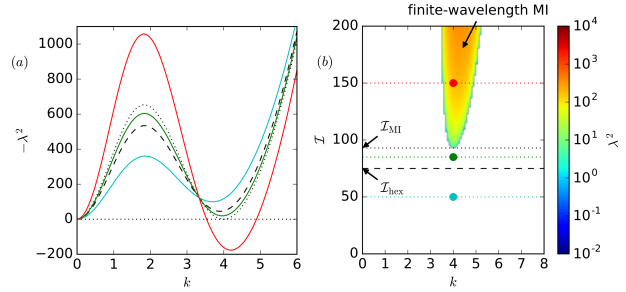 finite-wavelength MI
(a)
1000
800
600
400
200
0
−200
−λ²
0 1 2 3 4 5 6
k
(b)
200
150
100
50
0
ℐ
ℐ_MI
ℐ_hex
0 1 2 3 4 5 6 7 8
k
10⁴
10³
10²
10¹
10⁰
10⁻¹
10⁻²
λ²